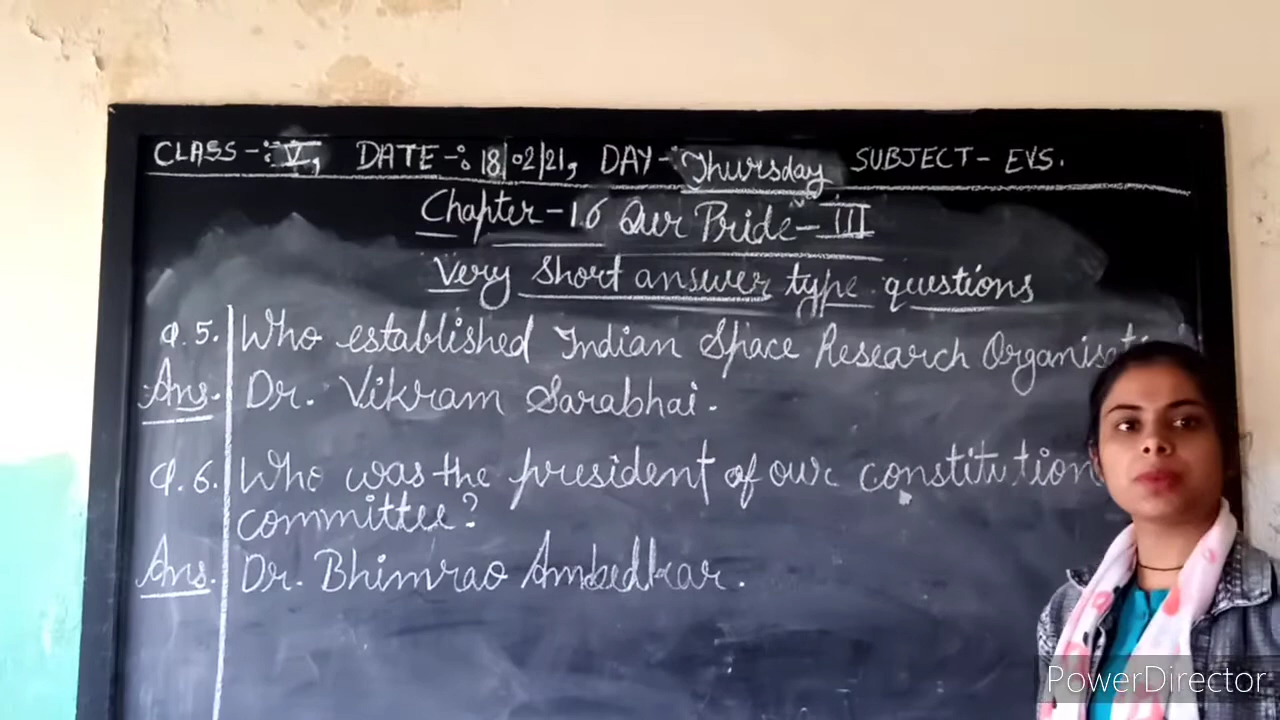 CLASS-: V, DATE-: 18/02/21, DAY-: Thursday SUBJECT- EVS.
Chapter-16 Our Pride-III
Very short answer type questions
Q.5. Who established Indian Space Research
Ans. Dr. Vikram Sarabhai.
Q.6. Who was the president of our constitution
committee?
Ans. Dr. Bhimrao Ambedkar.
PowerDirector